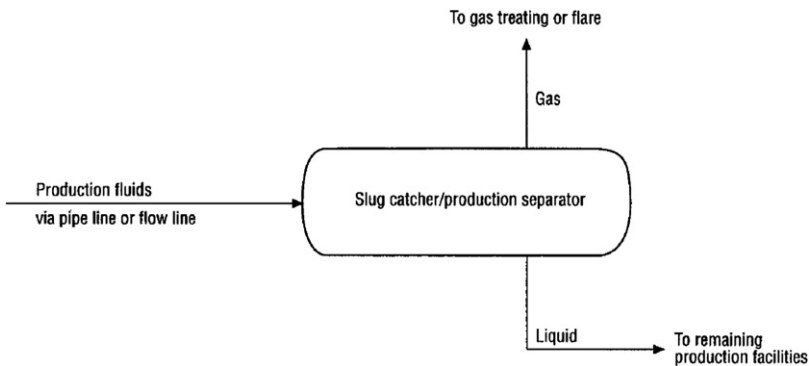 To gas treating or flare
Gas
Production fluids
via pipe line or flow line
Slug catcher/production separator
Liquid
To remaining
production facilities